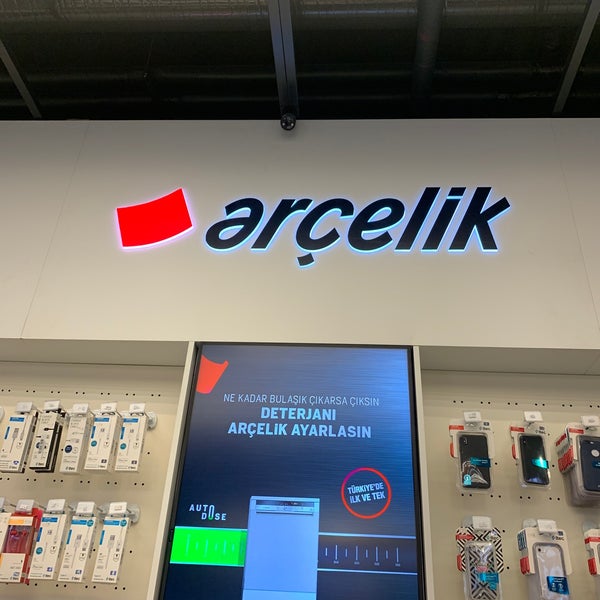 arçelik
NE KADAR BULAŞIK ÇIKARSA ÇIKSIN
DETERJANI
ARÇELİK AYARLASIN
TÜRKİYE'DE
İLK VE TEK
AUTO
DOSE